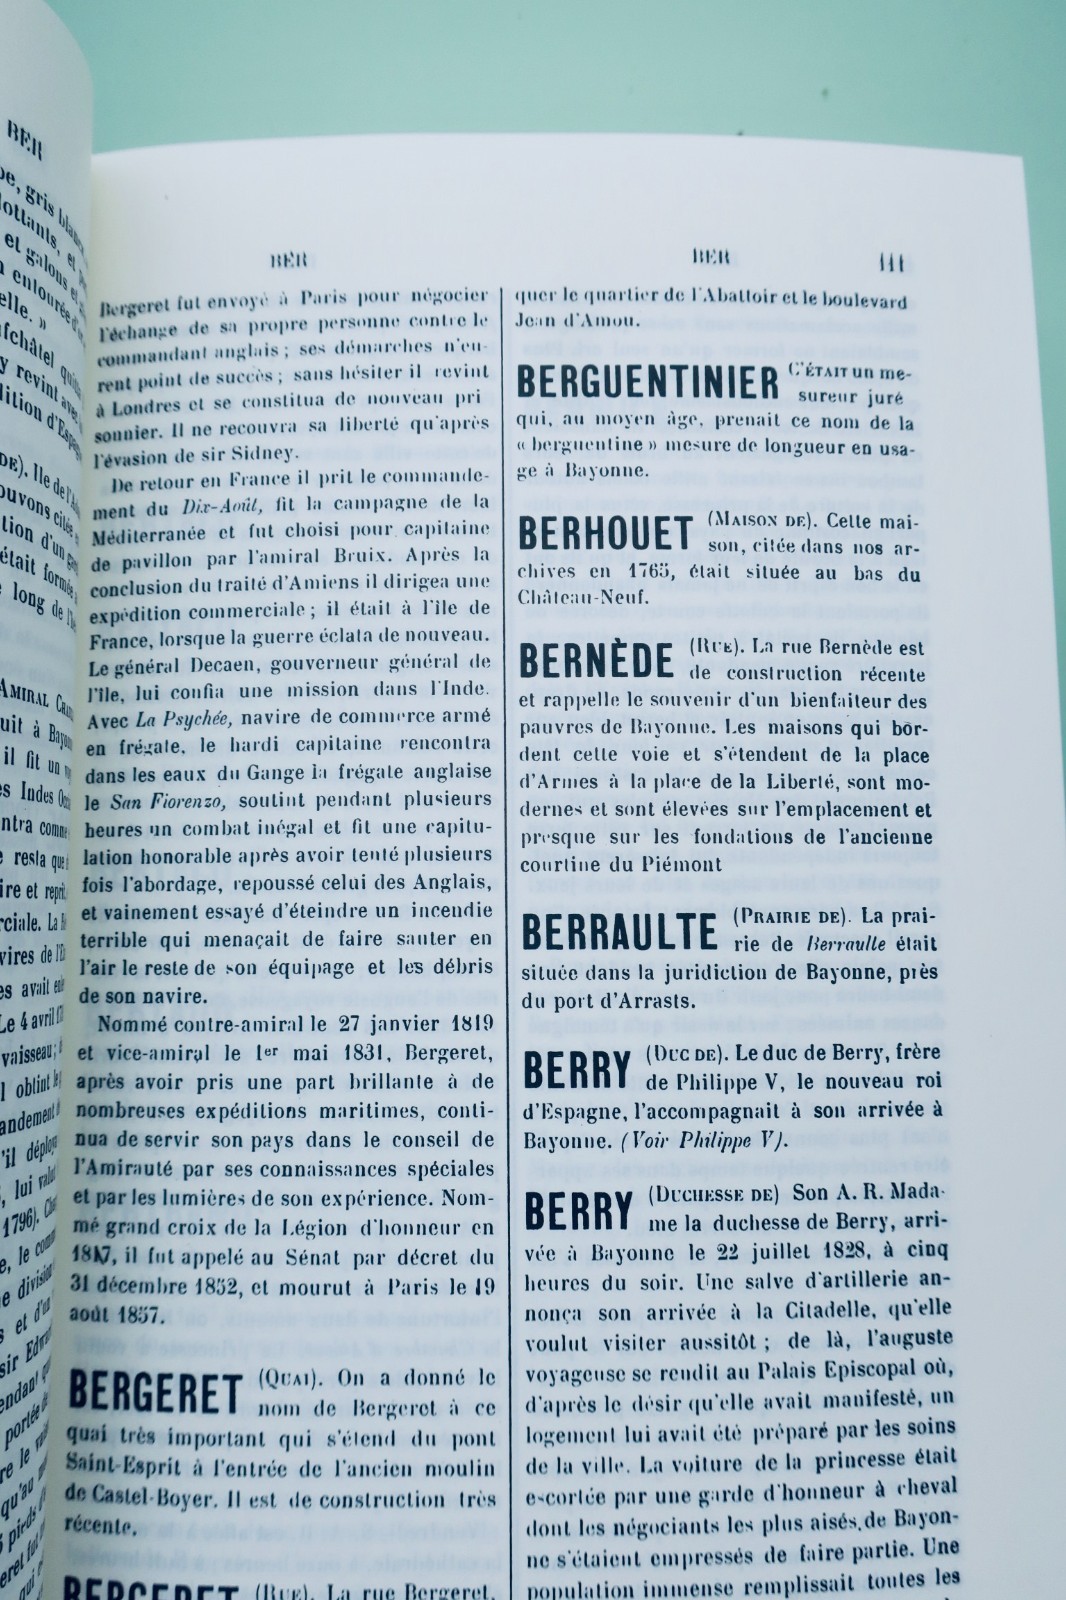 BER
BER
BER
111
Bergeret fut envoyé à Paris pour négocier
l'échange de sa propre personne contre le
commandant anglais ; ses démarches n'eu-
rent point de succès ; sans hésiter il revint
à Londres et se constitua de nouveau pri
sonnier. Il ne recouvra sa liberté qu'après
l'évasion de sir Sidney.
De retour en France il prit le commande-
ment du Dix-Août, fit la campagne de la
Méditerranée et fut choisi pour capitaine
de pavillon par l'amiral Bruix. Après la
conclusion du traité d'Amiens il dirigea une
expédition commerciale ; il était à l'île de
France, lorsque la guerre éclata de nouveau.
Le général Decaen, gouverneur général de
l'île, lui confia une mission dans l'Inde.
Avec La Psychée, navire de commerce armé
en frégate, le hardi capitaine rencontra
dans les eaux du Gange la frégate anglaise
le San Fiorenzo, soutint pendant plusieurs
heures un combat inégal et fit une capitu-
lation honorable après avoir tenté plusieurs
fois l'abordage, repoussé celui des Anglais,
et vainement essayé d'éteindre un incendie
terrible qui menaçait de faire sauter en
l'air le reste de son équipage et les débris
de son navire.
Nommé contre-amiral le 27 janvier 1819
et vice-amiral le 1er mai 1831, Bergeret,
après avoir pris une part brillante à de
nombreuses expéditions maritimes, conti-
nua de servir son pays dans le conseil de
l'Amirauté par ses connaissances spéciales
et par les lumières de son expérience. Nom-
mé grand croix de la Légion d'honneur en
il fut appelé au Sénat par décret du
31 décembre 1852, et mourut à Paris le 19
août 1857.
BERGERET (QUAI). On a donné le
nom de Bergeret à ce
quai très important qui s'étend du pont
Saint-Esprit à l'entrée de l'ancien moulin
de Castel-Boyer. Il est de construction très
récente.
BERGERET (RUE). La rue Bergeret,
quer le quartier de l'Abattoir et le boulevard
Jean d'Amou.
BERGUENTINIER C'ÉTAIT un me-
sureur juré
qui, au moyen âge, prenait ce nom de la
« berguentine » mesure de longueur en usa-
ge à Bayonne.
BERHOUET (MAISON DE). Cette mai-
son, citée dans nos ar-
chives en 1765, était située au bas du
Château-Neuf.
BERNÈDE (RUE). La rue Bernède est
de construction récente
et rappelle le souvenir d'un bienfaiteur des
pauvres de Bayonne. Les maisons qui bor-
dent cette voie et s'étendent de la place
d'Armes à la place de la Liberté, sont mo-
dernes et sont élevées sur l'emplacement et
presque sur les fondations de l'ancienne
courtine du Piémont
BERRAULTE (PRAIRIE DE). La prai-
rie de Berraulte était
située dans la juridiction de Bayonne, près
du port d'Arrasts.
BERRY (DUC DE). Le duc de Berry, frère
de Philippe V, le nouveau roi
d'Espagne, l'accompagnait à son arrivée à
Bayonne. (Voir Philippe V).
BERRY (DUCHESSE DE) Son A. R. Mada-
me la duchesse de Berry, arri-
vée à Bayonne le 22 juillet 1828, à cinq
heures du soir. Une salve d'artillerie an-
nonça son arrivée à la Citadelle, qu'elle
voulut visiter aussitôt ; de là, l'auguste
voyageuse se rendit au Palais Episcopal où,
d'après le désir qu'elle avait manifesté, un
logement lui avait été préparé par les soins
de la ville. La voiture de la princesse était
escortée par une garde d'honneur à cheval
dont les négociants les plus aisés de Bayon-
ne s'étaient empressés de faire partie. Une
population immense remplissait toutes les